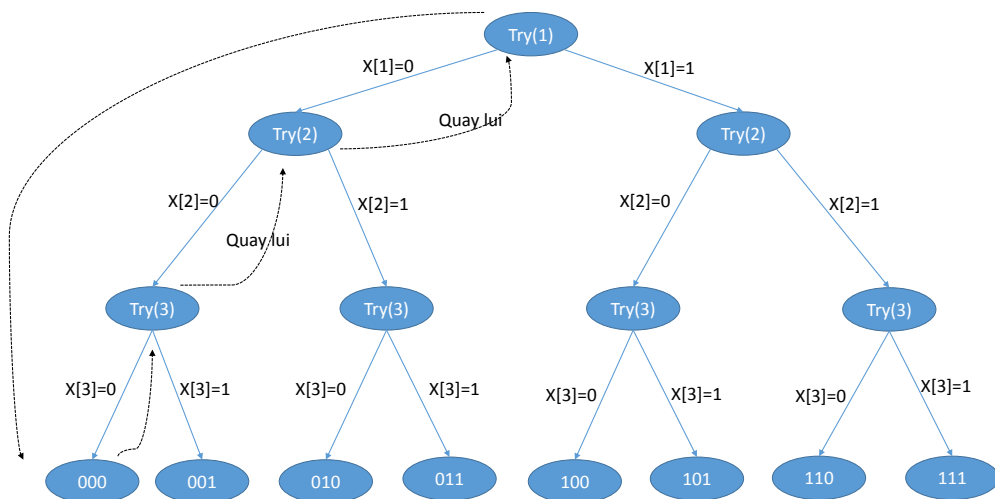 Try(1)
X[1]=0
X[1]=1
Quay lui
Try(2)
Try(2)
X[2]=0
X[2]=1
X[2]=0
X[2]=1
Quay lui
Try(3)
Try(3)
Try(3)
Try(3)
X[3]=0
X[3]=1
X[3]=0
X[3]=1
X[3]=0
X[3]=1
X[3]=0
X[3]=1
000
001
010
011
100
101
110
111